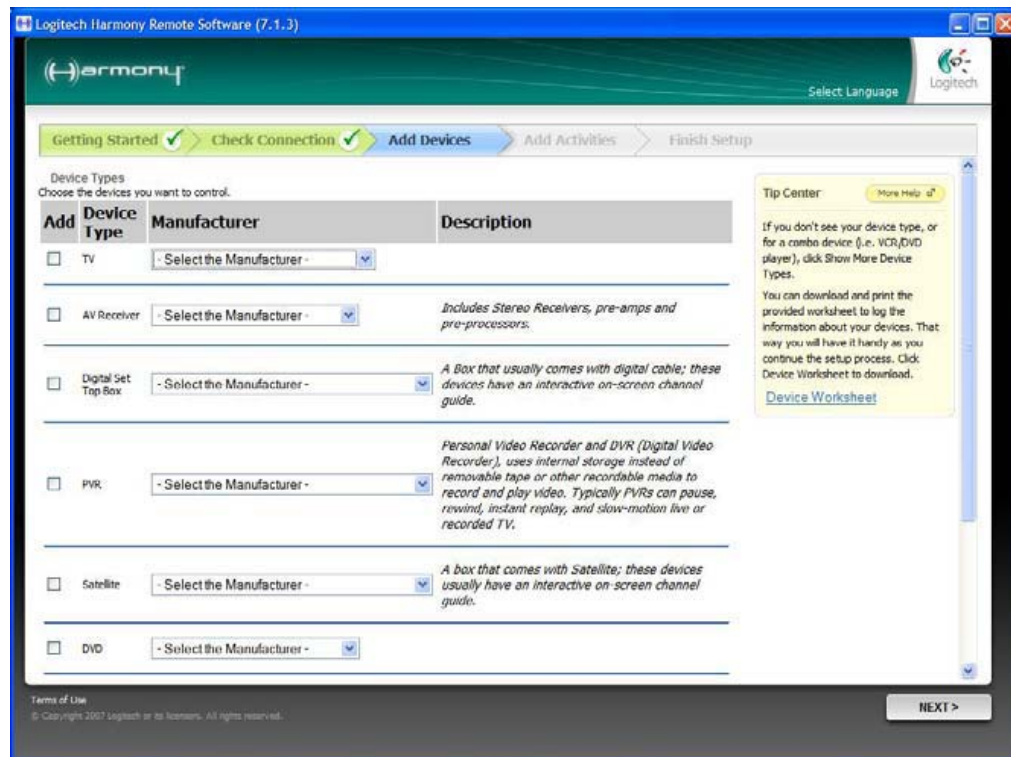 Logitech Harmony Remote Software (7.1.3)
Harmony
Logitech
Select Language
Getting Started
Check Connection
Add Devices
Add Activities
Finish Setup
Device Types
Choose the devices you want to control.
Add
Device
Type
Manufacturer
Description
TV
- Select the Manufacturer -
AV Receiver
- Select the Manufacturer -
Includes Stereo Receivers, pre-amps and
pre-processors.
Digital Set
Top Box
- Select the Manufacturer -
A Box that usually comes with digital cable; these
devices have an interactive on-screen channel
guide.
PVR
- Select the Manufacturer -
Personal Video Recorder and DVR (Digital Video
Recorder), uses internal storage instead of
removable tape or other recordable media to
record and play video. Typically PVRs can pause,
rewind, instant replay, and slow-motion live or
recorded TV.
Satellite
- Select the Manufacturer -
A box that comes with Satellite; these devices
usually have an interactive on-screen channel
guide.
DVD
- Select the Manufacturer -
Tip Center
More Help
If you don't see your device type, or
for a combo device (i.e. VCR/DVD
player), click Show More Device
Types.
You can download and print the
provided worksheet to log the
information about your devices. That
way you will have it handy as you
continue the setup process. Click
Device Worksheet to download.
Device Worksheet
Terms of Use
© Copyright 2007 Logitech or its licensors. All rights reserved.
NEXT >